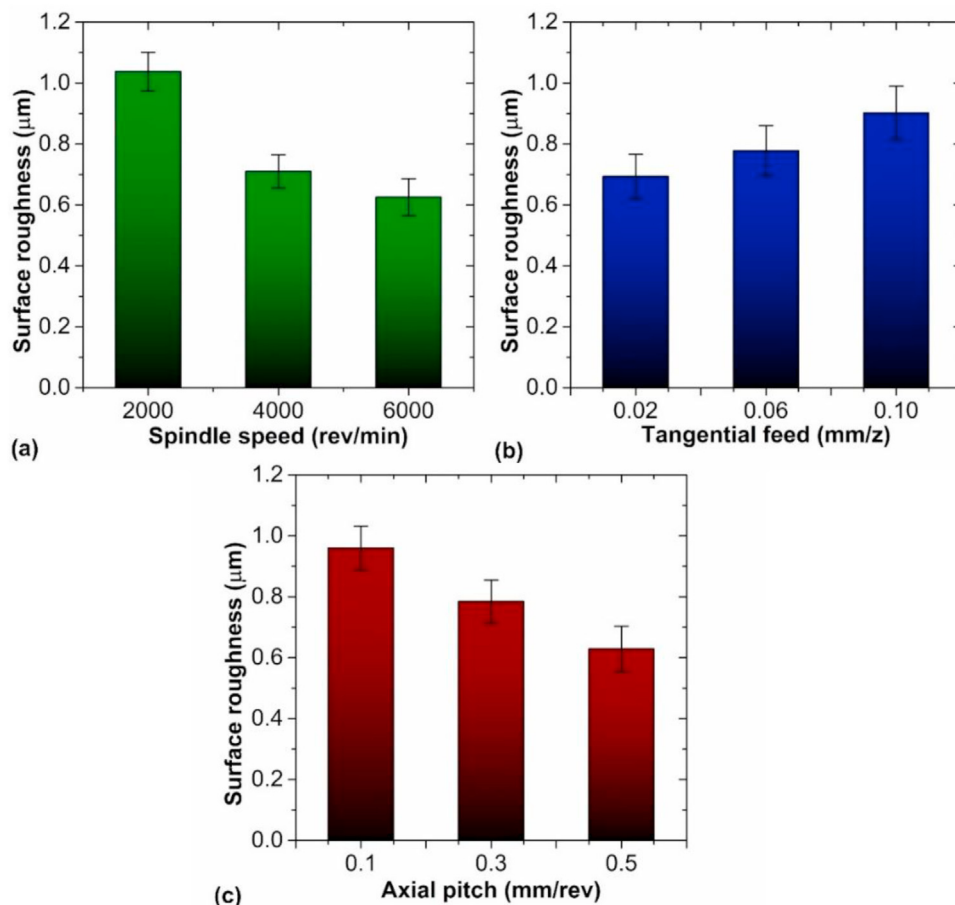 1.2
1.0
0.8
0.6
0.4
0.2
0.0
Surface roughness (μm)
2000 4000 6000
Spindle speed (rev/min)
(a)
1.2
1.0
0.8
0.6
0.4
0.2
0.0
Surface roughness (μm)
0.02 0.06 0.10
Tangential feed (mm/z)
(b)
1.2
1.0
0.8
0.6
0.4
0.2
0.0
Surface roughness (μm)
0.1 0.3 0.5
Axial pitch (mm/rev)
(c)